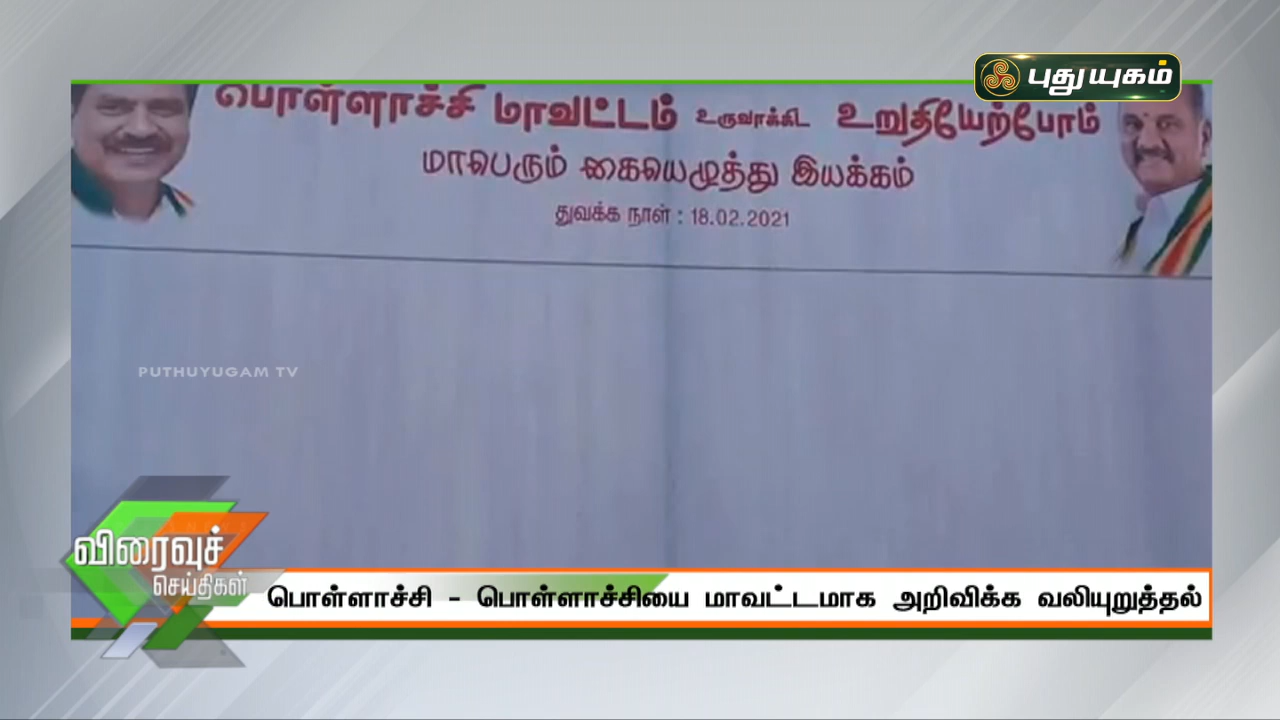 புதுயுகம்
பொள்ளாச்சி மாவட்டம் உருவாக்கிட உறுதியேற்போம்
மாபெரும் கையெழுத்து இயக்கம்
துவக்க நாள் : 18.02.2021
PUTHUYUGAM TV
விரைவுச்
செய்திகள்
பொள்ளாச்சி - பொள்ளாச்சியை மாவட்டமாக அறிவிக்க வலியுறுத்தல்